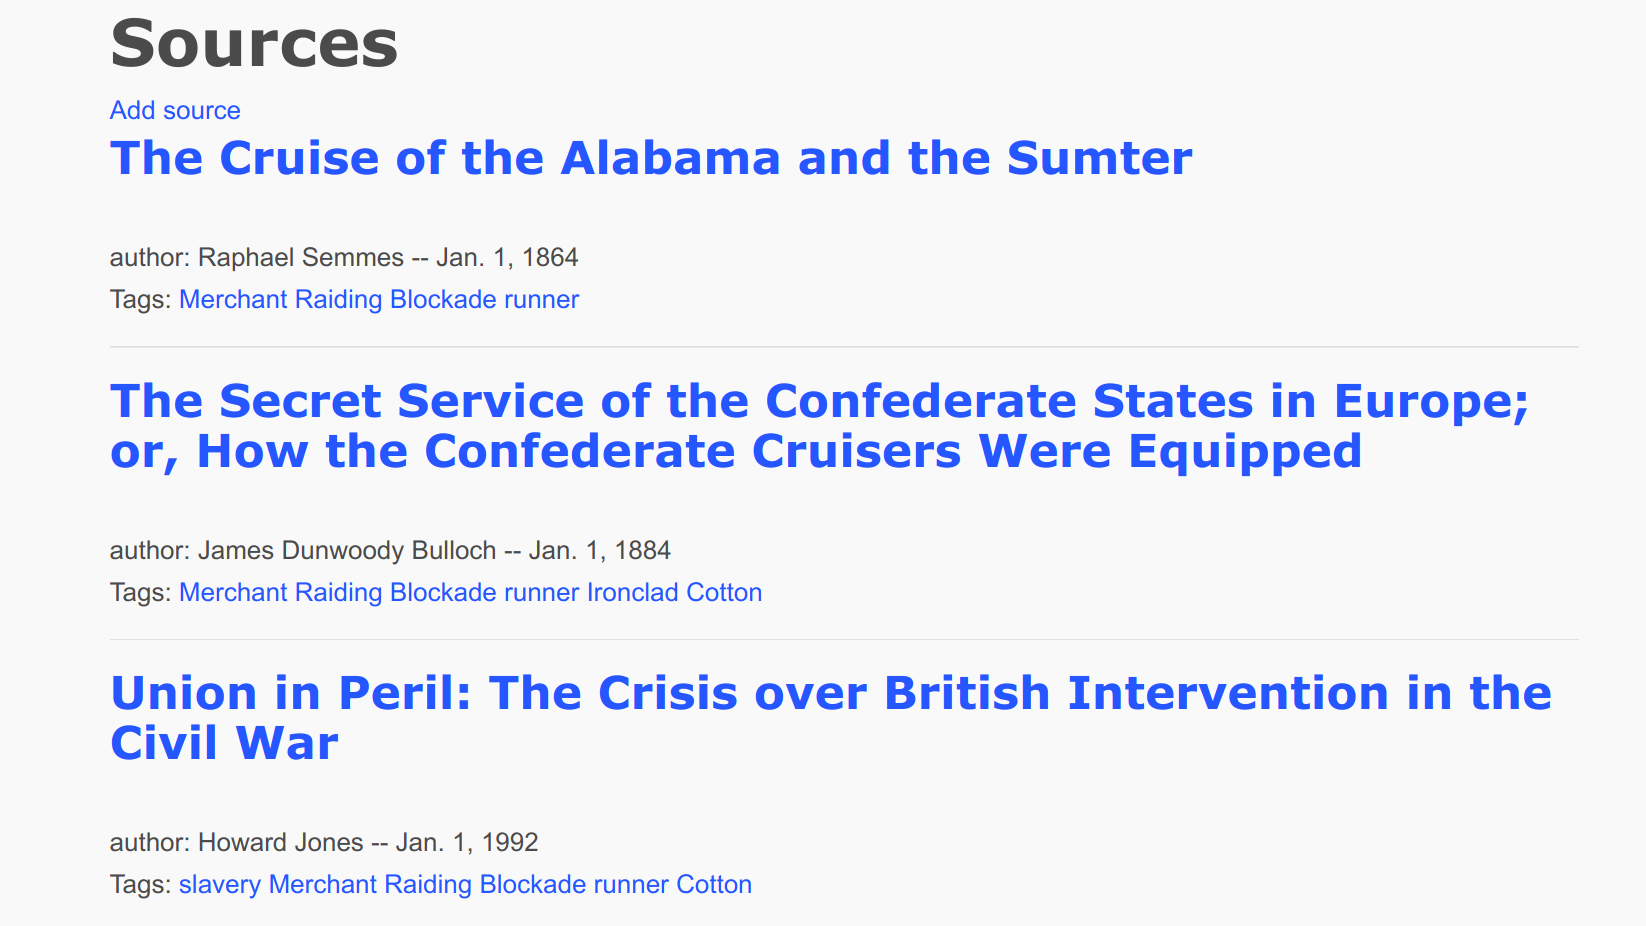 Sources
Add source
The Cruise of the Alabama and the Sumter
author: Raphael Semmes -- Jan. 1, 1864
Tags: Merchant Raiding Blockade runner
The Secret Service of the Confederate States in Europe;
or, How the Confederate Cruisers Were Equipped
author: James Dunwoody Bulloch -- Jan. 1, 1884
Tags: Merchant Raiding Blockade runner Ironclad Cotton
Union in Peril: The Crisis over British Intervention in the
Civil War
author: Howard Jones -- Jan. 1, 1992
Tags: slavery Merchant Raiding Blockade runner Cotton